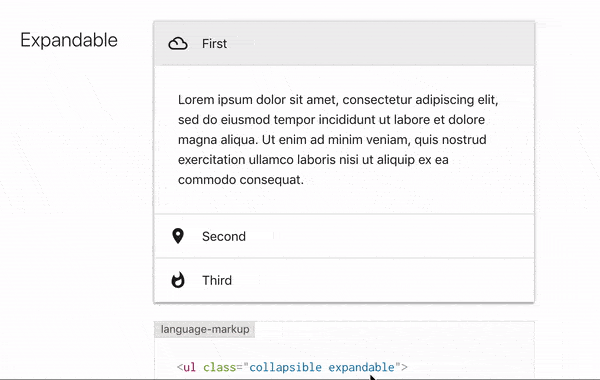 Expandable
First
Lorem ipsum dolor sit amet, consectetur adipiscing elit,
sed do eiusmod tempor incididunt ut labore et dolore
magna aliqua. Ut enim ad minim veniam, quis nostrud
exercitation ullamco laboris nisi ut aliquip ex ea
commodo consequat.
Second
Third
language-markup
<ul class="collapsible expandable">